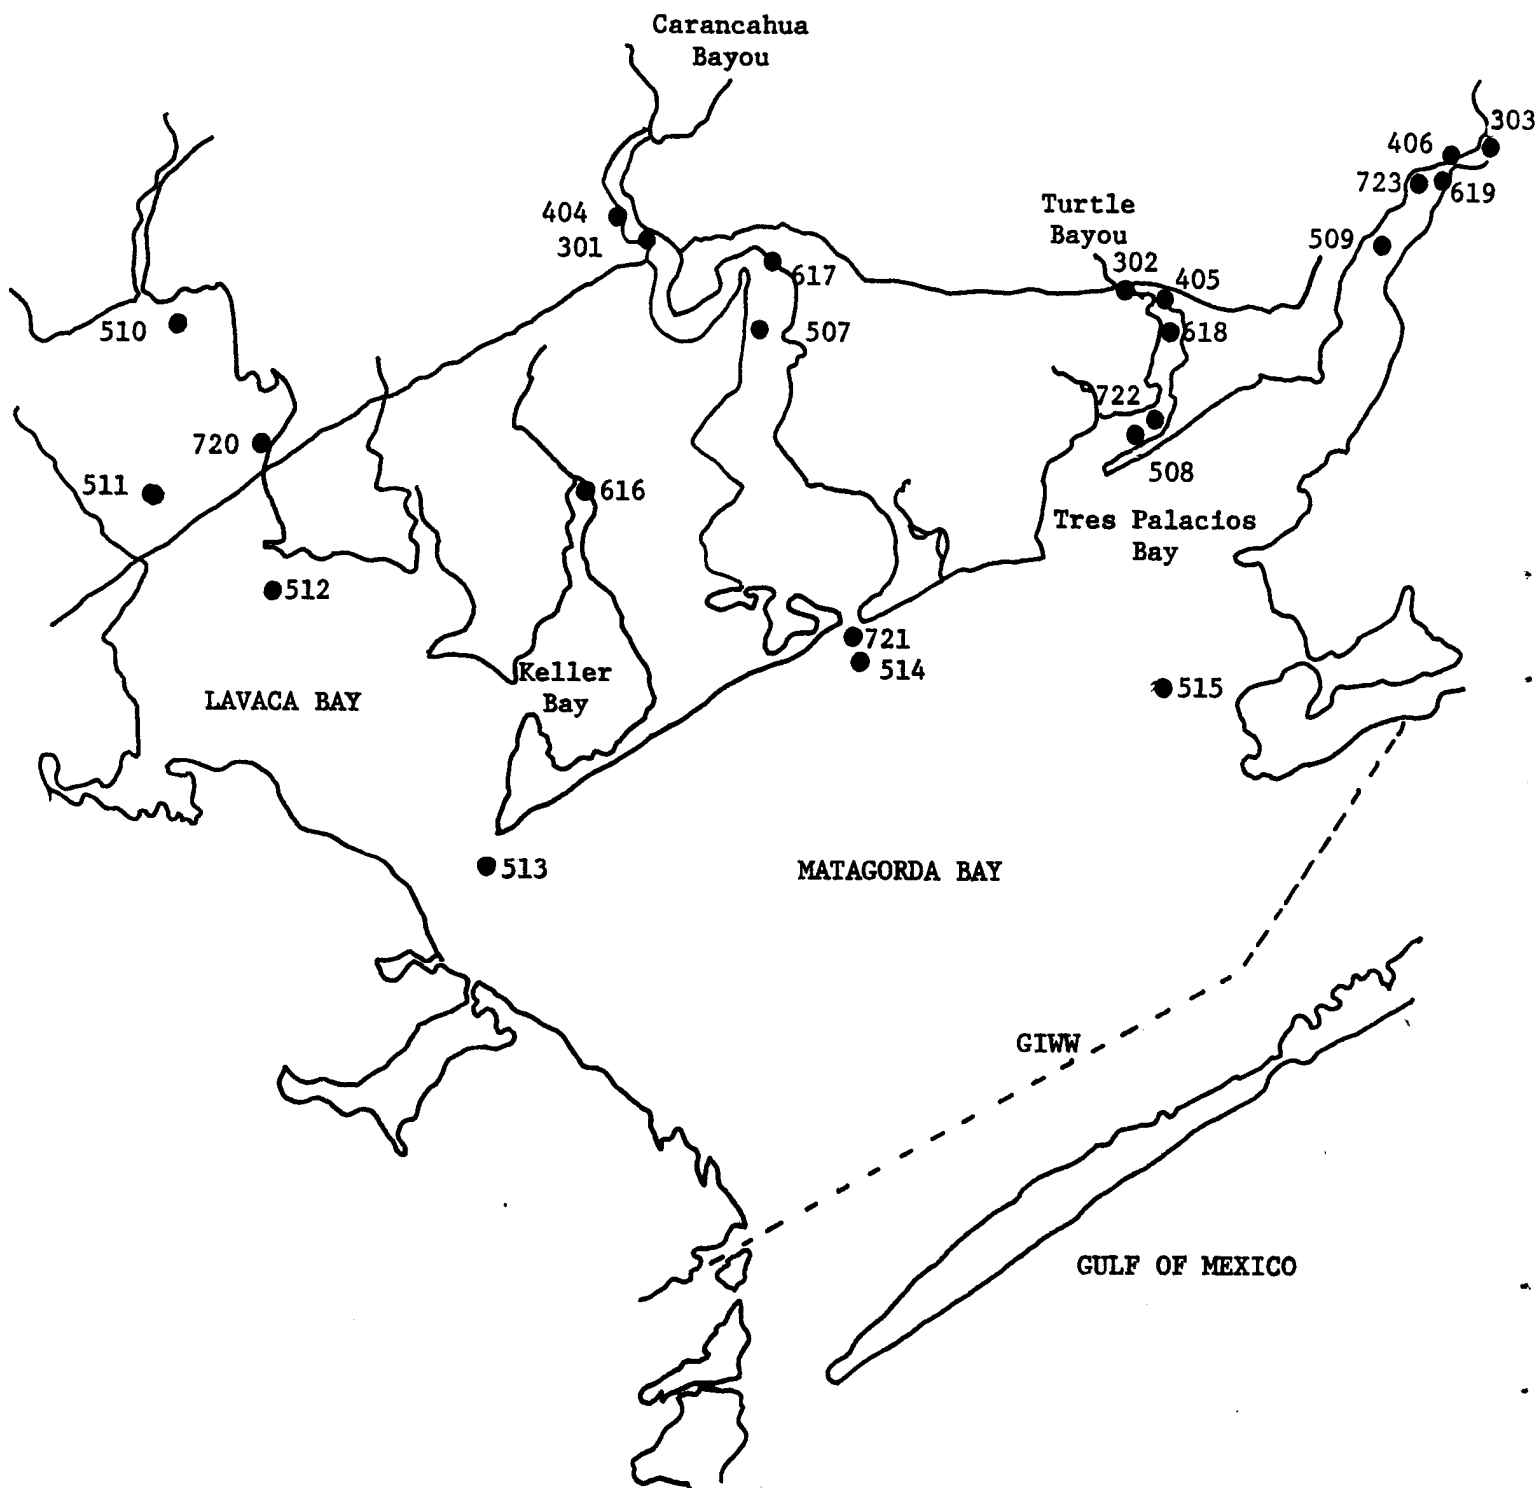 Carancahua
Bayou
303
406
723
619
404
301
Turtle
Bayou
509
302
405
617
510
507
618
722
720
508
511
616
Tres Palacios
Bay
512
721
514
Keller
Bay
515
LAVACA BAY
513
MATAGORDA BAY
GIWW
GULF OF MEXICO